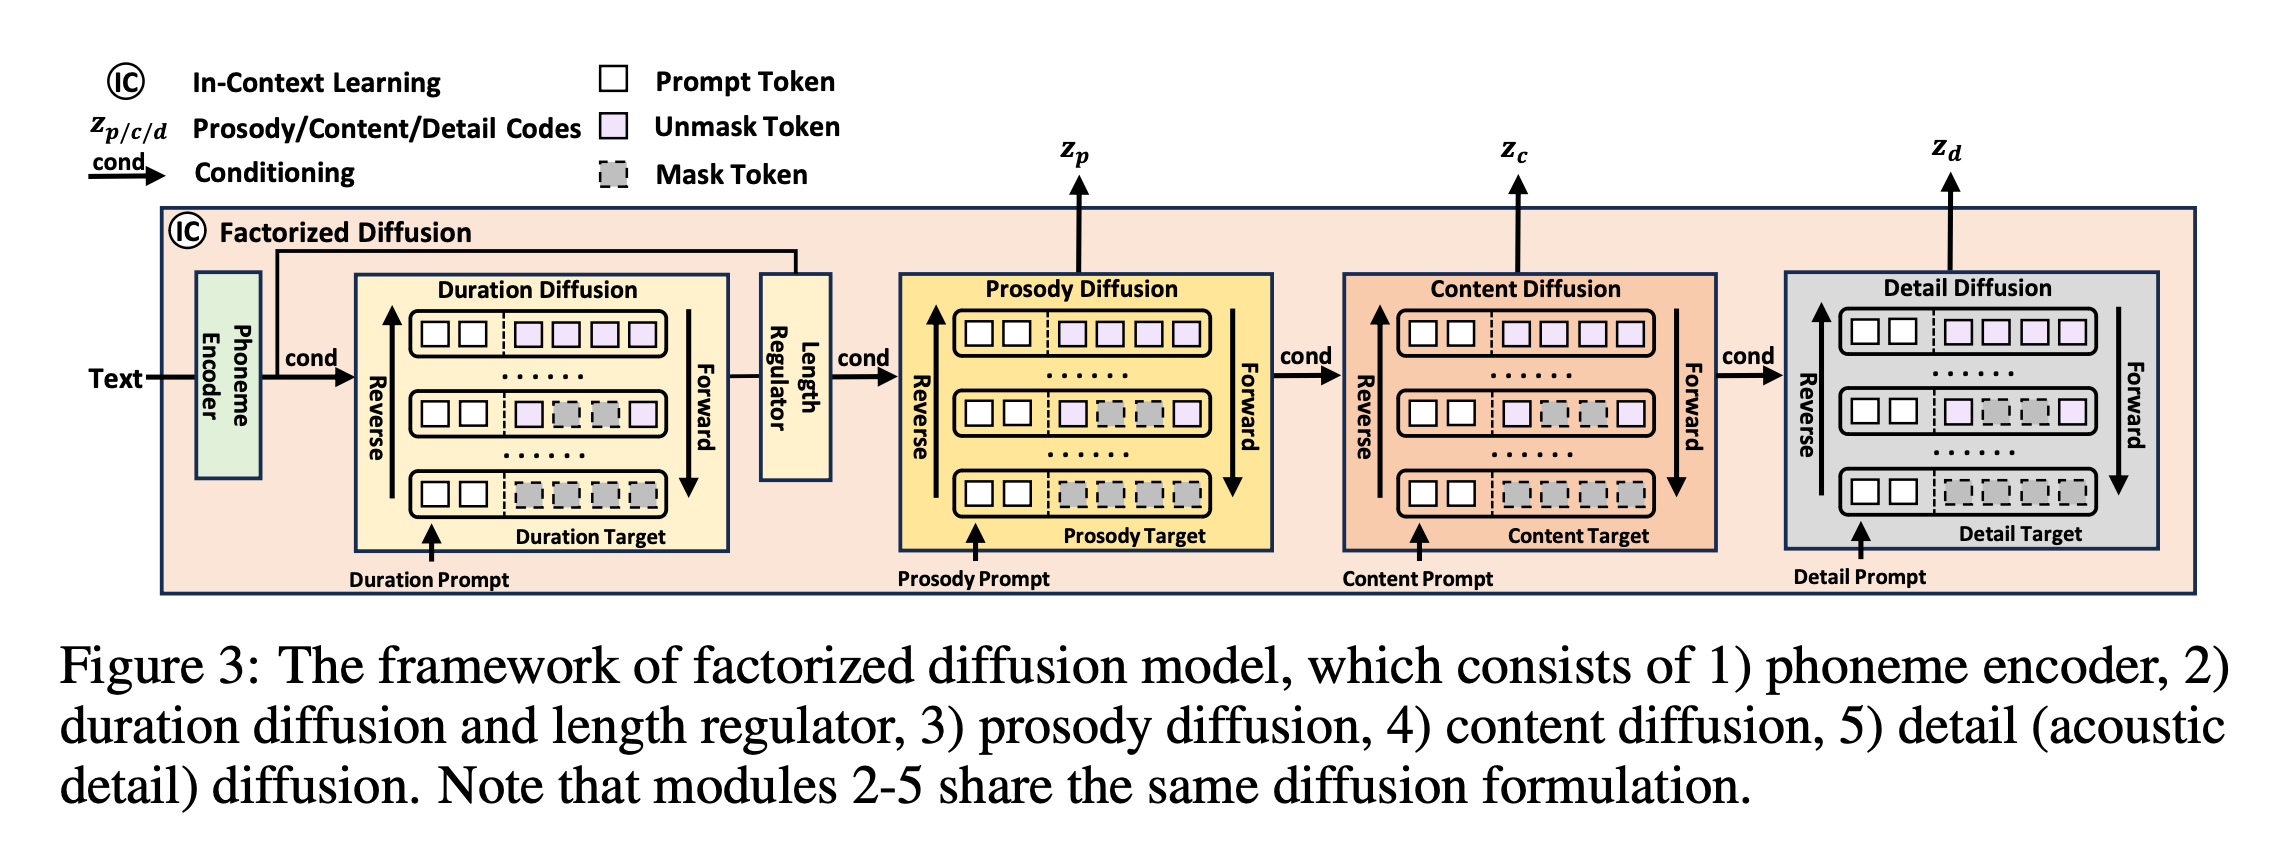 IC In-Context Learning Prompt Token
z_{p/c/d} Prosody/Content/Detail Codes Unmask Token
cond Conditioning Mask Token
z_p z_c z_d
IC Factorized Diffusion
Text
Phoneme
Encoder
cond
Duration Diffusion
Reverse
......
Forward
......
Duration Target
Duration Prompt
Length
Regulator
cond
Prosody Diffusion
Reverse
......
Forward
......
Prosody Target
Prosody Prompt
cond
Content Diffusion
Reverse
......
Forward
......
Content Target
Content Prompt
cond
Detail Diffusion
Reverse
......
Forward
......
Detail Target
Detail Prompt
Figure 3: The framework of factorized diffusion model, which consists of 1) phoneme encoder, 2)
duration diffusion and length regulator, 3) prosody diffusion, 4) content diffusion, 5) detail (acoustic
detail) diffusion. Note that modules 2-5 share the same diffusion formulation.